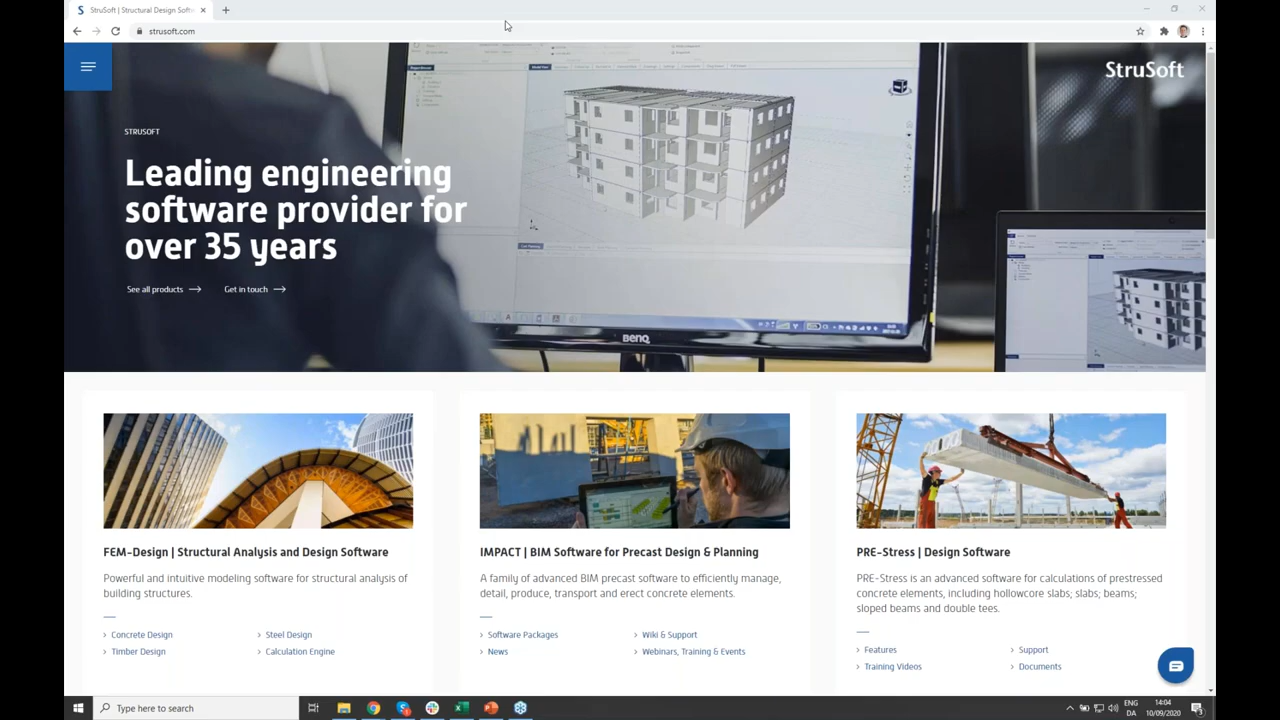 StruSoft | Structural Design Softw
strusoft.com
StruSoft
STRUSOFT
Leading engineering
software provider for
over 35 years
See all products
Get in touch
BenQ
FEM-Design | Structural Analysis and Design Software
Powerful and intuitive modeling software for structural analysis of
building structures.
Concrete Design
Steel Design
Timber Design
Calculation Engine
IMPACT | BIM Software for Precast Design & Planning
A family of advanced BIM precast software to efficiently manage,
detail, produce, transport and erect concrete elements.
Software Packages
Wiki & Support
News
Webinars, Training & Events
PRE-Stress | Design Software
PRE-Stress is an advanced software for calculations of prestressed
concrete elements, including hollowcore slabs; slabs; beams;
sloped beams and double tees.
Features
Support
Training Videos
Documents
Type here to search
ENG
DA
14:04
10/09/2020